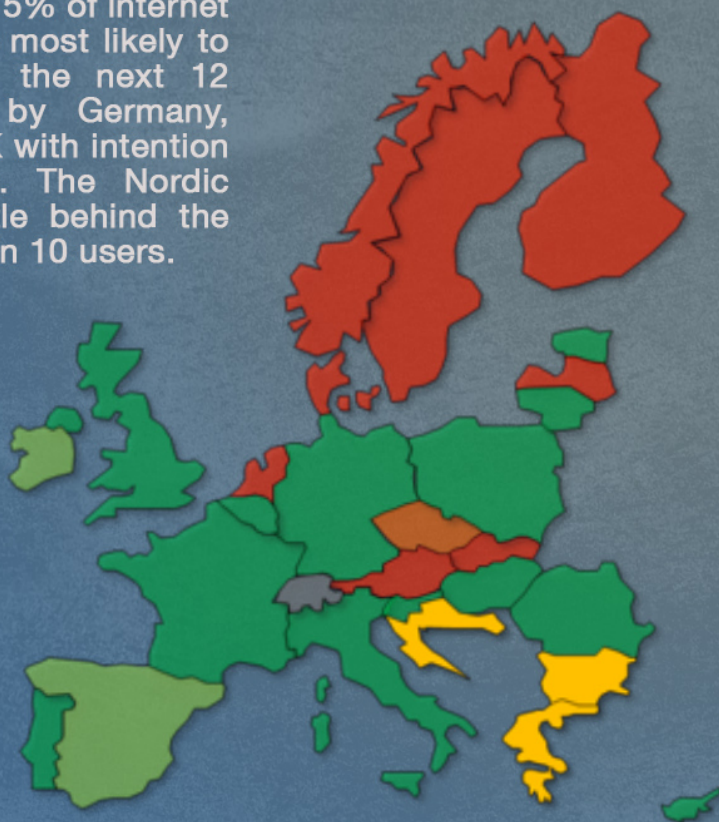 5% of internet
most likely to
the next 12
by Germany,
with intention
. The Nordic
le behind the
n 10 users.